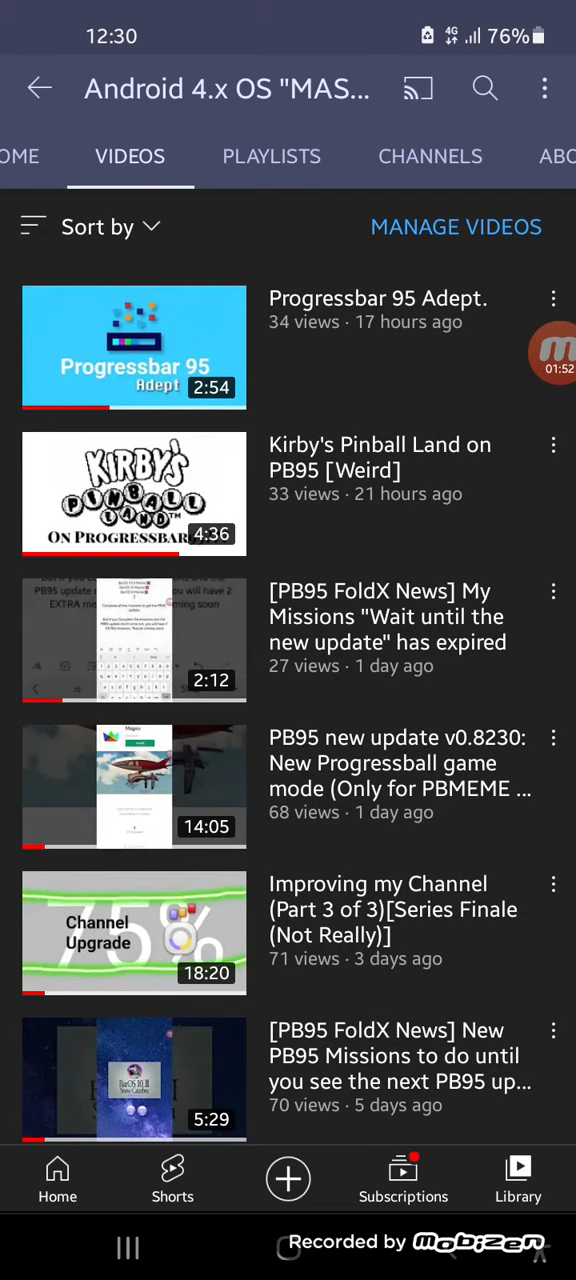 12:30
4G
76%
Android 4.x OS "MAS...
OME
VIDEOS
PLAYLISTS
CHANNELS
ABO
Sort by
MANAGE VIDEOS
Progressbar 95
Adept
2:54
Progressbar 95 Adept.
34 views · 17 hours ago
01:52
KIRBY'S
PINBALL
LAND™
ON PROGRESSBAR
4:36
Kirby's Pinball Land on
PB95 [Weird]
33 views · 21 hours ago
2:12
[PB95 FoldX News] My
Missions "Wait until the
new update" has expired
27 views · 1 day ago
14:05
PB95 new update v0.8230:
New Progressball game
mode (Only for PBMEME ...
68 views · 1 day ago
75%
Channel
Upgrade
18:20
Improving my Channel
(Part 3 of 3)[Series Finale
(Not Really)]
71 views · 3 days ago
5:29
[PB95 FoldX News] New
PB95 Missions to do until
you see the next PB95 up...
70 views · 5 days ago
Home
Shorts
Subscriptions
Library
Recorded by mobizen